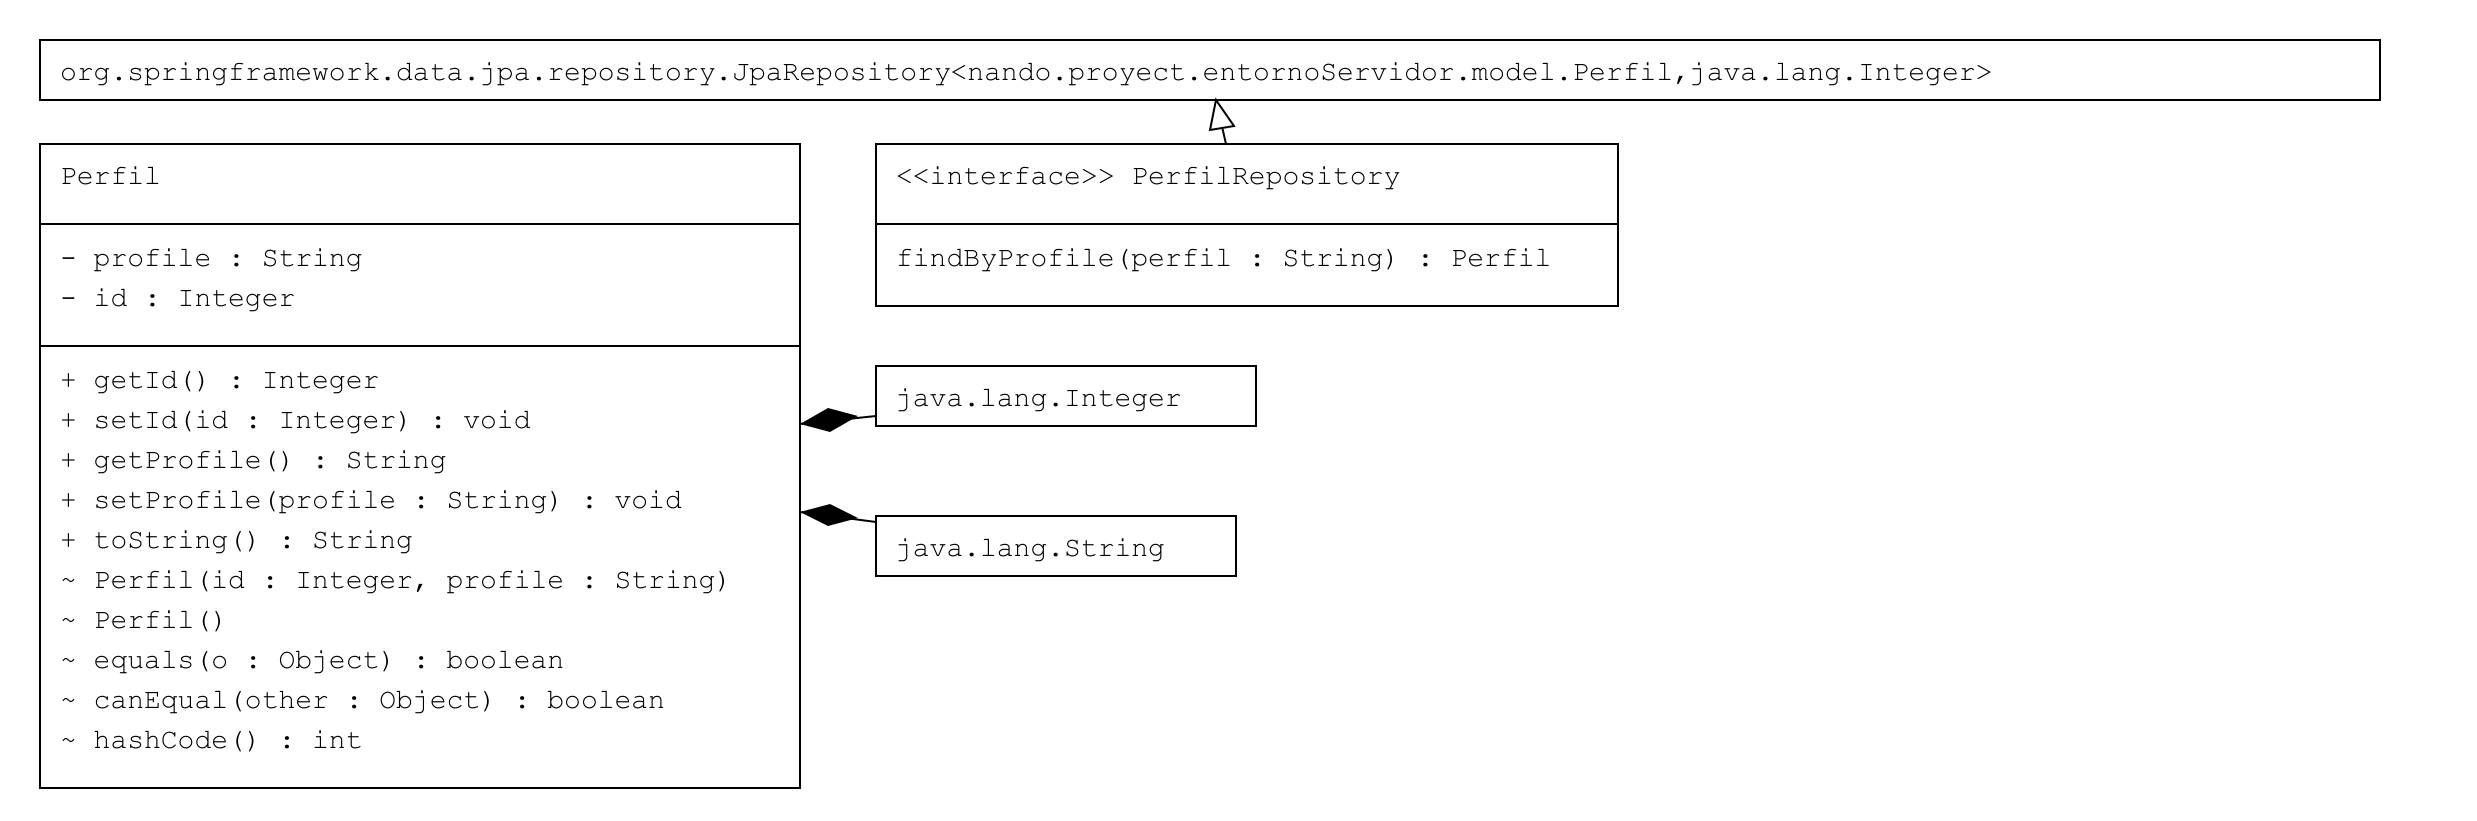 org.springframework.data.jpa.repository.JpaRepository<nando.proyect.entornoServidor.model.Perfil,java.lang.Integer>
Perfil
- profile : String
- id : Integer
+ getId() : Integer
+ setId(id : Integer) : void
+ getProfile() : String
+ setProfile(profile : String) : void
+ toString() : String
~ Perfil(id : Integer, profile : String)
~ Perfil()
~ equals(o : Object) : boolean
~ canEqual(other : Object) : boolean
~ hashCode() : int
<<interface>> PerfilRepository
findByProfile(perfil : String) : Perfil
java.lang.Integer
java.lang.String